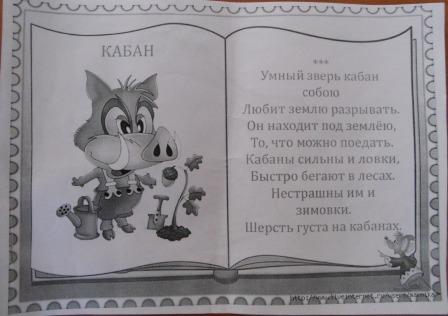 КАБАН
***
Умный зверь кабан
собою
Любит землю разрывать.
Он находит под землёю,
То, что можно поедать.
Кабаны сильны и ловки,
Быстро бегают в лесах.
Нестрашны им и
зимовки.
Шерсть густа на кабанах.